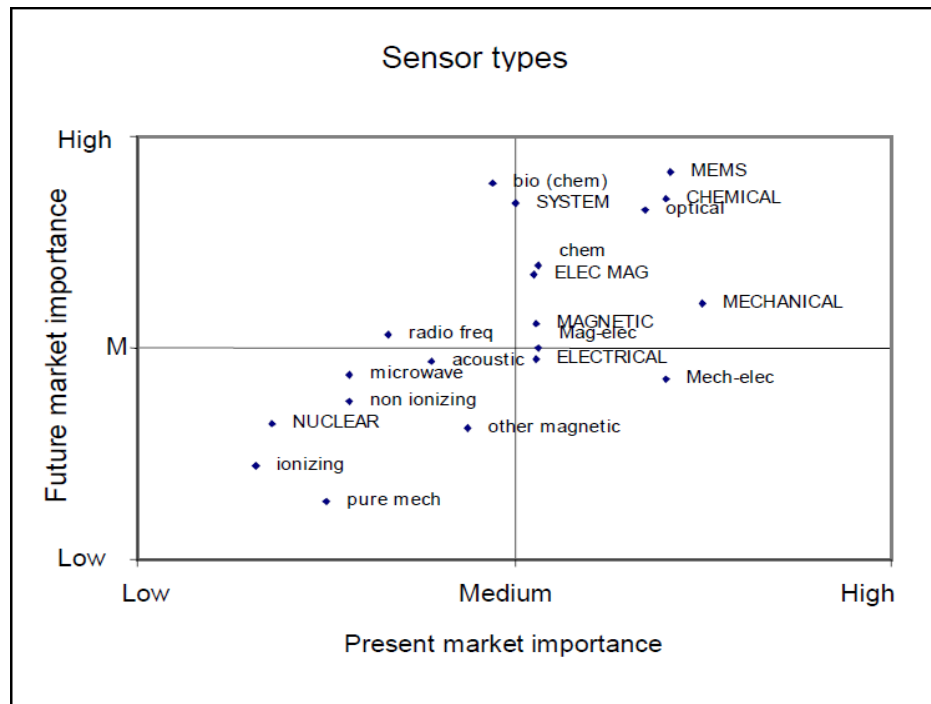 Sensor types
High
MEMS
bio (chem)
CHEMICAL
SYSTEM
optical
chem
ELEC MAG
MECHANICAL
MAGNETIC
radio freq
Mag-elec
M
acoustic
ELECTRICAL
microwave
Mech-elec
non ionizing
NUCLEAR
other magnetic
ionizing
pure mech
Future market importance
Low
Low
Medium
High
Present market importance